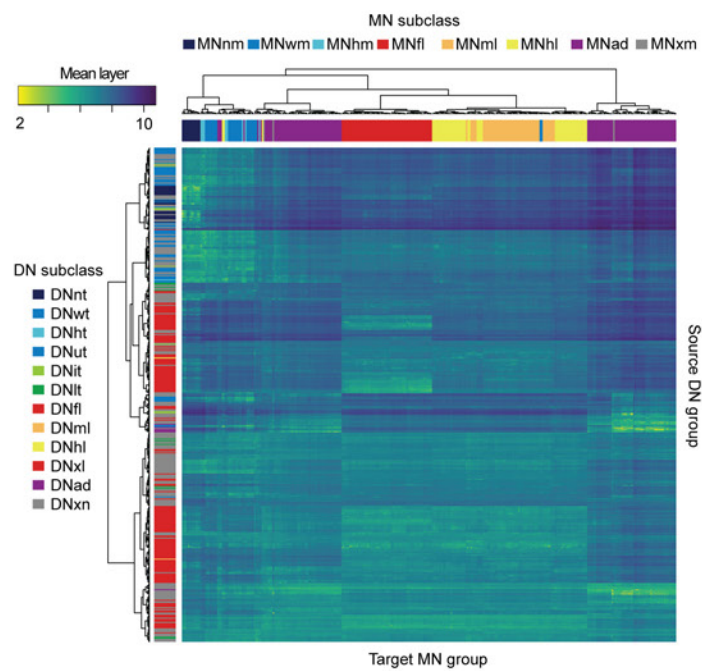 MN subclass
MNnm MNwm MNhm MNfl MNml MNhl MNad MNxm
Mean layer
2 10
DN subclass
DNnt
DNwt
DNht
DNut
DNit
DNlt
DNfl
DNml
DNhl
DNxl
DNad
DNxn
Source DN group
Target MN group